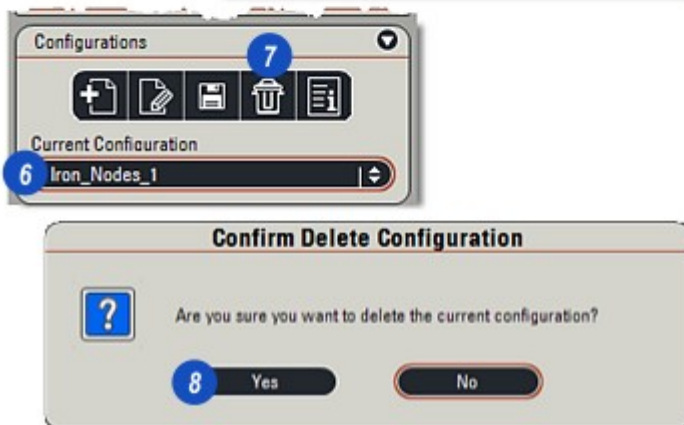 Configurations
7
Current Configuration
6 Iron_Nodes_1
Confirm Delete Configuration
? Are you sure you want to delete the current configuration?
8 Yes No